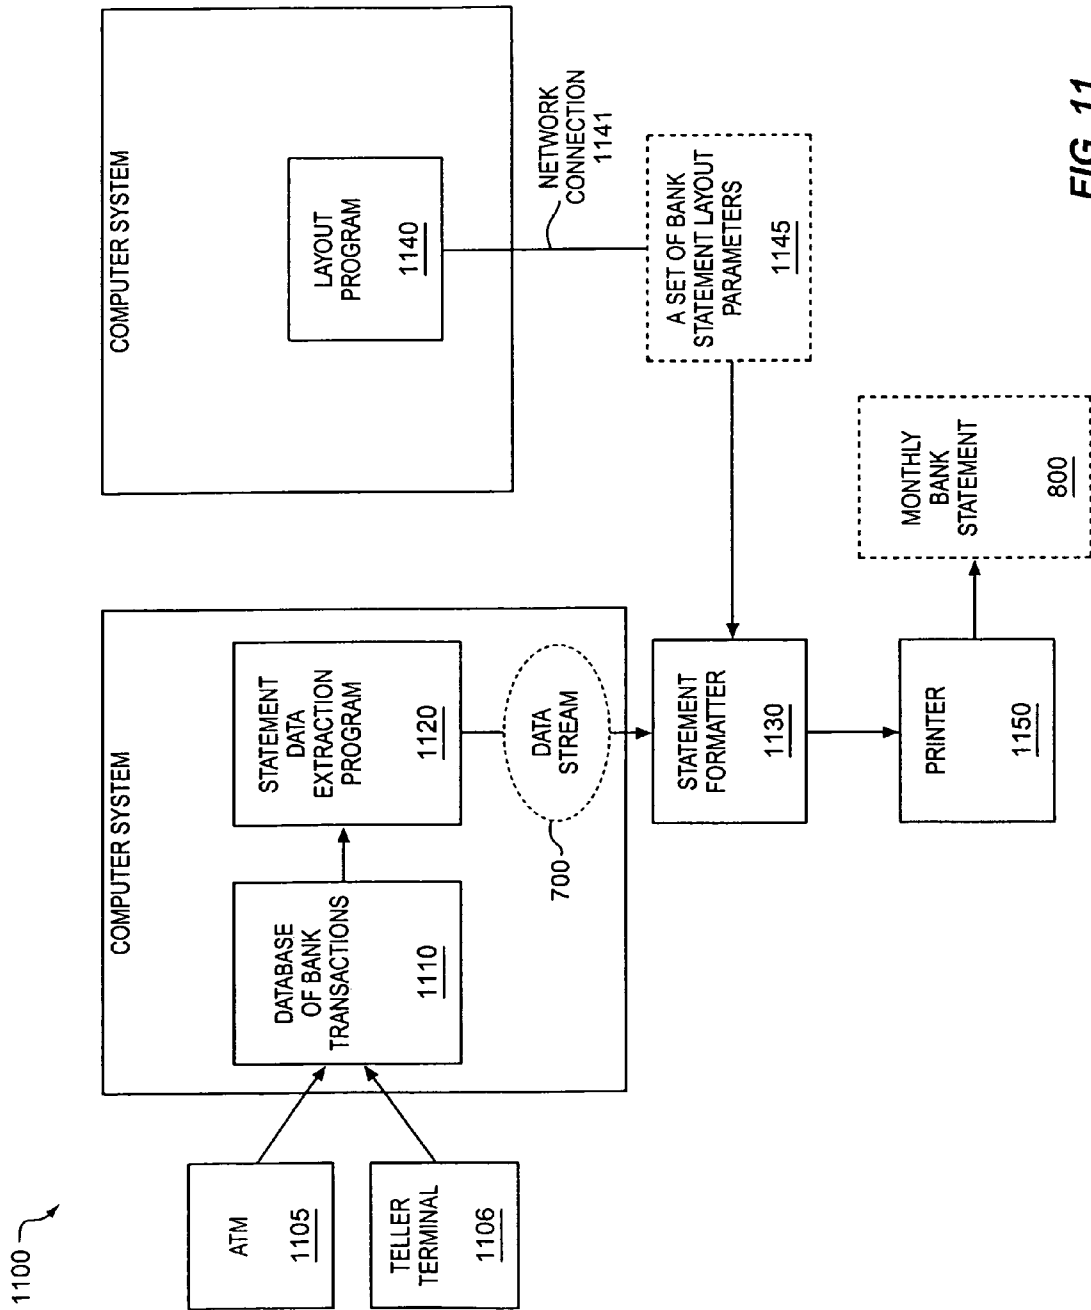 1100
COMPUTER SYSTEM
ATM
1105
TELLER
TERMINAL
1106
DATABASE
OF BANK
TRANSACTIONS
1110
STATEMENT
DATA
EXTRACTION
PROGRAM
1120
DATA
STREAM
700
STATEMENT
FORMATTER
1130
PRINTER
1150
COMPUTER SYSTEM
LAYOUT
PROGRAM
1140
NETWORK
CONNECTION
1141
A SET OF BANK
STATEMENT LAYOUT
PARAMETERS
1145
MONTHLY
BANK
STATEMENT
800
FIG. 11